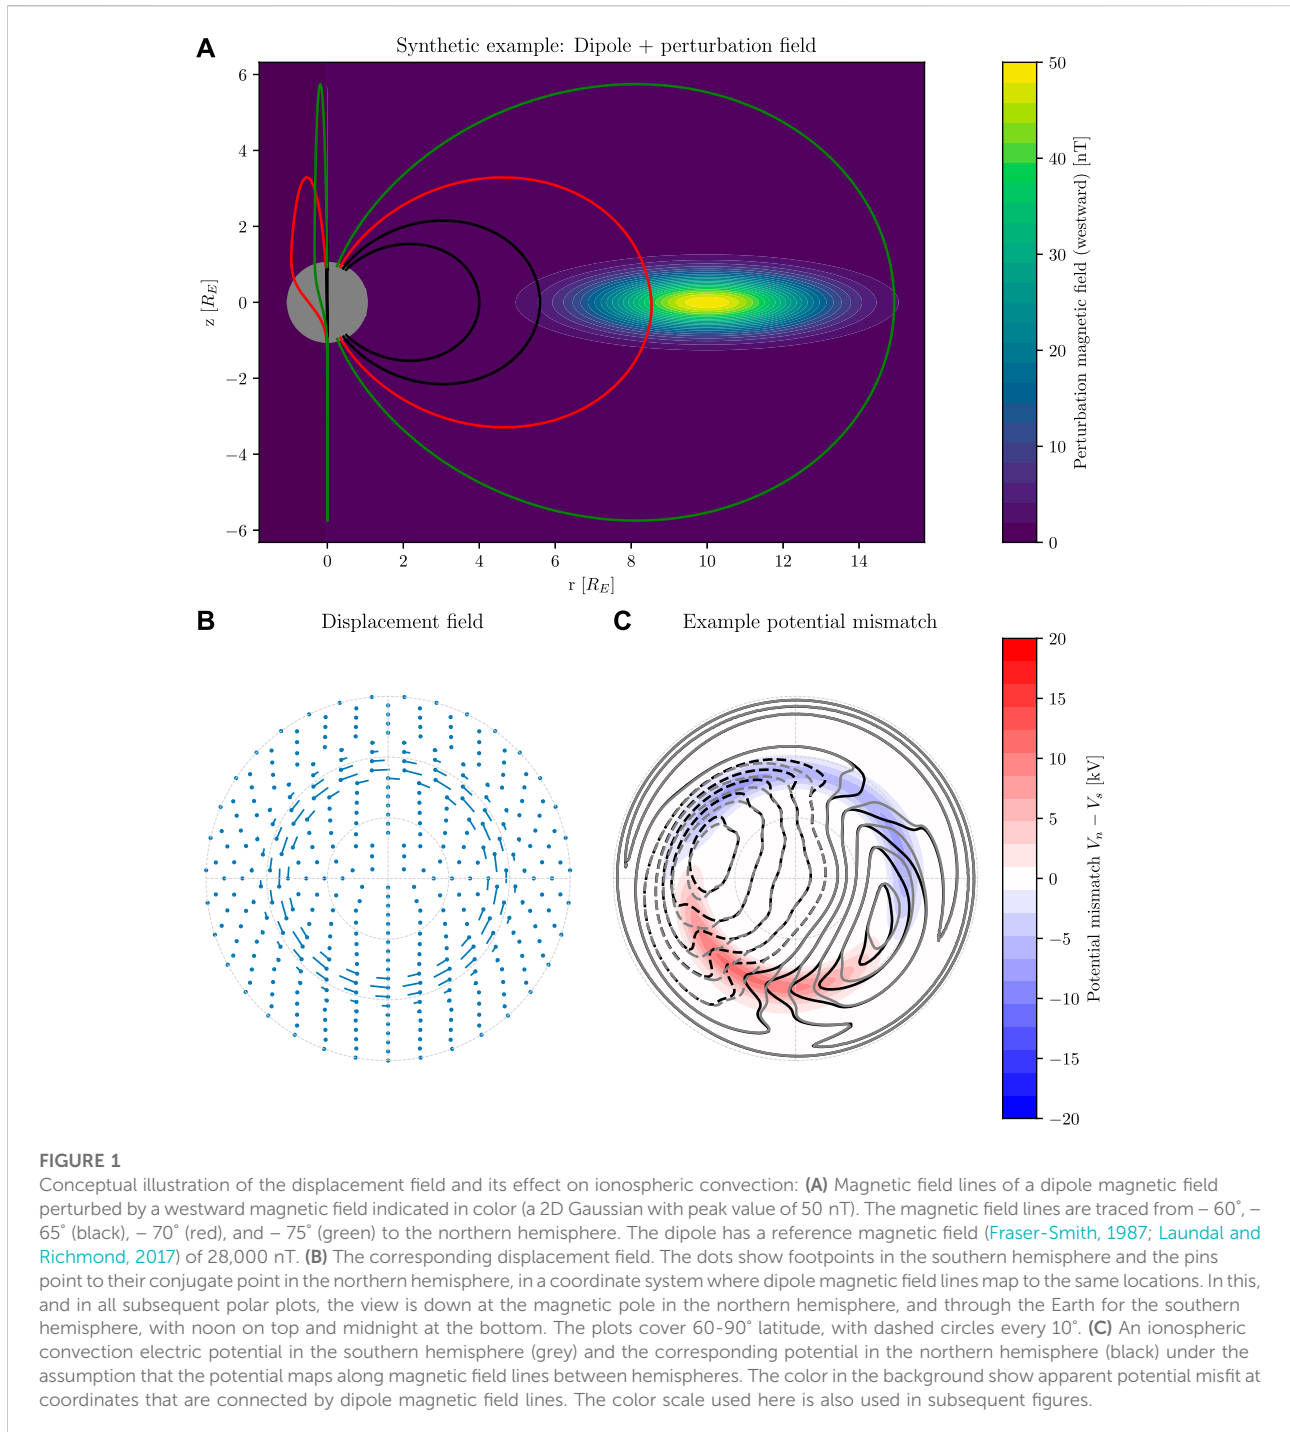 A
Synthetic example: Dipole + perturbation field
6
4
2
0
−2
−4
−6
z [R_E]
0 2 4 6 8 10 12 14
r [R_E]
50
40
30
20
10
0
Perturbation magnetic field (westward) [nT]
B
Displacement field
C
Example potential mismatch
20
15
10
5
0
−5
−10
−15
−20
Potential mismatch V_n − V_s [kV]
FIGURE 1
Conceptual illustration of the displacement field and its effect on ionospheric convection: (A) Magnetic field lines of a dipole magnetic field
perturbed by a westward magnetic field indicated in color (a 2D Gaussian with peak value of 50 nT). The magnetic field lines are traced from – 60°, –
65° (black), – 70° (red), and – 75° (green) to the northern hemisphere. The dipole has a reference magnetic field (Fraser-Smith, 1987; Laundal and
Richmond, 2017) of 28,000 nT. (B) The corresponding displacement field. The dots show footpoints in the southern hemisphere and the pins
point to their conjugate point in the northern hemisphere, in a coordinate system where dipole magnetic field lines map to the same locations. In this,
and in all subsequent polar plots, the view is down at the magnetic pole in the northern hemisphere, and through the Earth for the southern
hemisphere, with noon on top and midnight at the bottom. The plots cover 60-90° latitude, with dashed circles every 10°. (C) An ionospheric
convection electric potential in the southern hemisphere (grey) and the corresponding potential in the northern hemisphere (black) under the
assumption that the potential maps along magnetic field lines between hemispheres. The color in the background show apparent potential misfit at
coordinates that are connected by dipole magnetic field lines. The color scale used here is also used in subsequent figures.